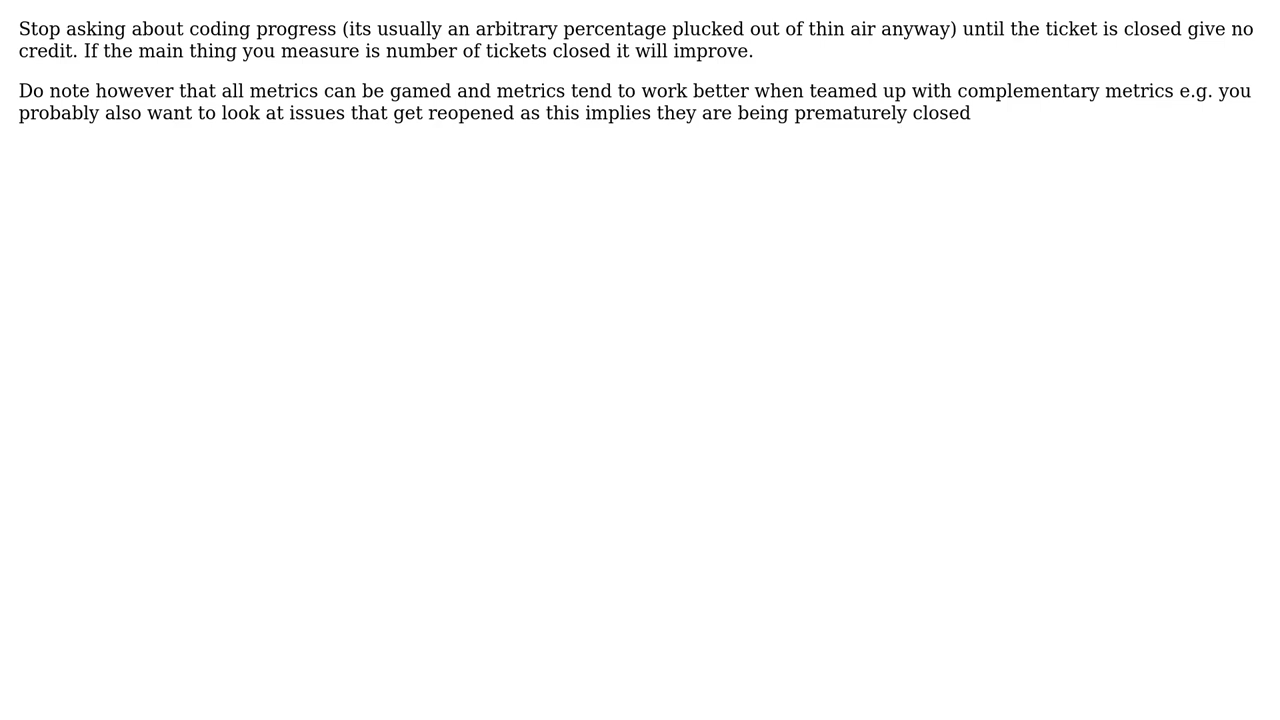 Stop asking about coding progress (its usually an arbitrary percentage plucked out of thin air anyway) until the ticket is closed give no
credit. If the main thing you measure is number of tickets closed it will improve.
Do note however that all metrics can be gamed and metrics tend to work better when teamed up with complementary metrics e.g. you
probably also want to look at issues that get reopened as this implies they are being prematurely closed